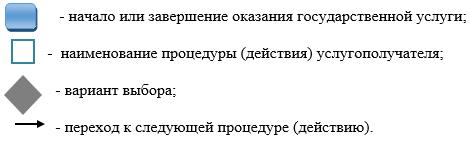 - начало или завершение оказания государственной услуги;
- наименование процедуры (действия) услугополучателя;
- вариант выбора;
- переход к следующей процедуре (действию).